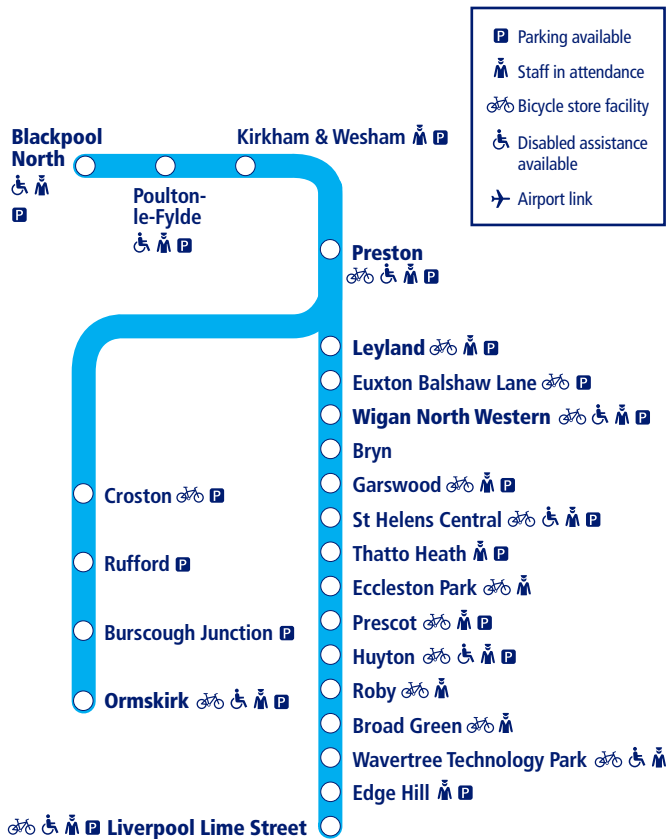 P Parking available
Staff in attendance
Bicycle store facility
Disabled assistance
available
Airport link
Blackpool
North
P
Kirkham & Wesham P
Poulton-
le-Fylde
P
Preston
P
Leyland P
Euxton Balshaw Lane P
Wigan North Western P
Bryn
Garswood P
St Helens Central P
Thatto Heath P
Eccleston Park
Prescot P
Huyton P
Roby
Broad Green
Wavertree Technology Park
Edge Hill P
Croston P
Rufford P
Burscough Junction P
Ormskirk P
P Liverpool Lime Street